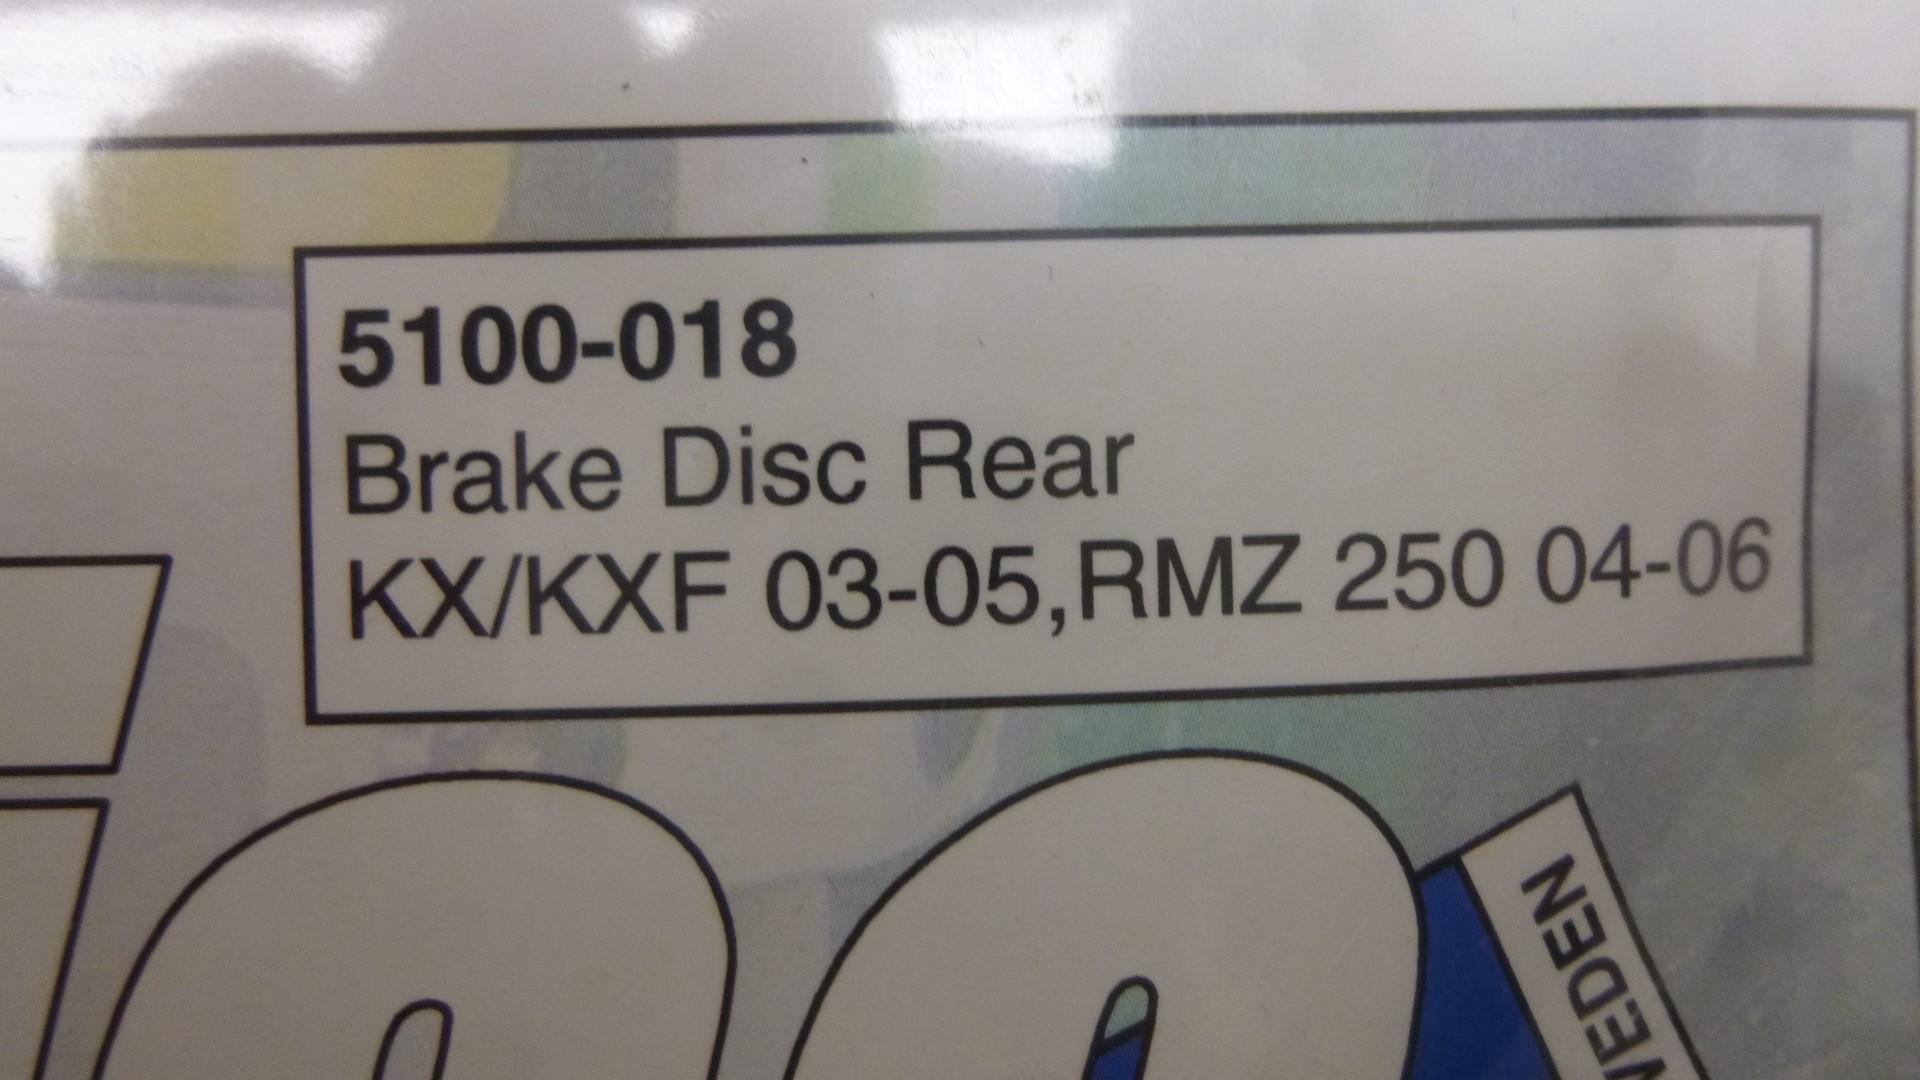 5100-018
Brake Disc Rear
KX/KXF 03-05,RMZ 250 04-06